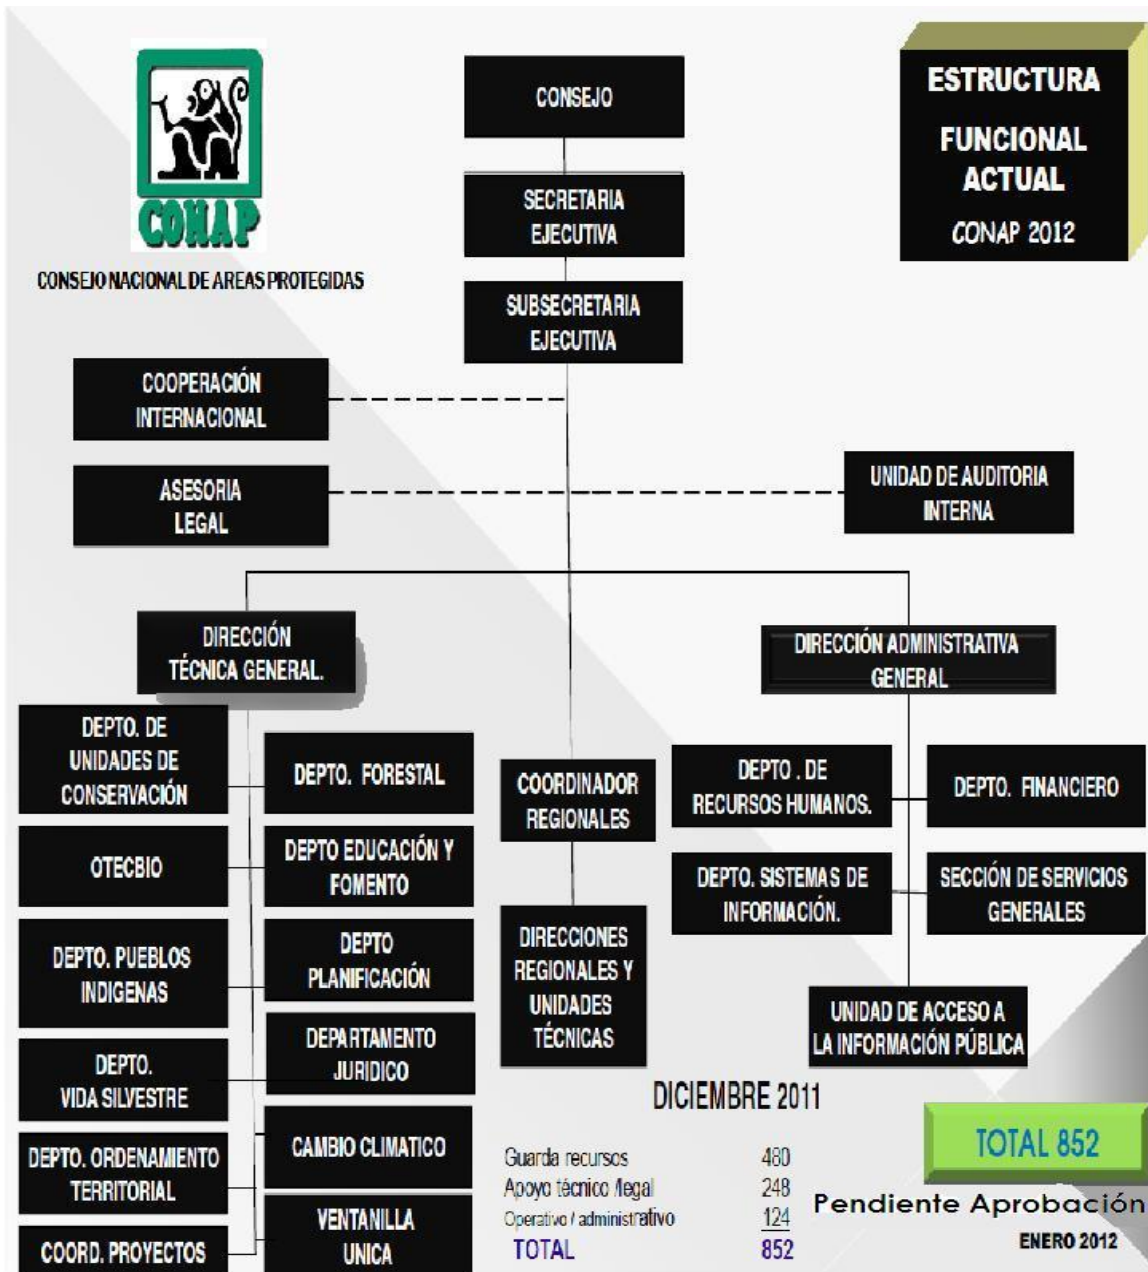 CONAP
CONSEJO NACIONAL DE AREAS PROTEGIDAS
ESTRUCTURA
FUNCIONAL
ACTUAL
CONAP 2012
CONSEJO
SECRETARIA
EJECUTIVA
SUBSECRETARIA
EJECUTIVA
COOPERACIÓN
INTERNACIONAL
ASESORIA
LEGAL
UNIDAD DE AUDITORIA
INTERNA
DIRECCIÓN
TÉCNICA GENERAL.
DIRECCIÓN ADMINISTRATIVA
GENERAL
DEPTO. DE
UNIDADES DE
CONSERVACIÓN
DEPTO. FORESTAL
OTECBIO
DEPTO EDUCACIÓN Y
FOMENTO
DEPTO. PUEBLOS
INDIGENAS
DEPTO
PLANIFICACIÓN
DEPTO.
VIDA SILVESTRE
DEPARTAMENTO
JURIDICO
DEPTO. ORDENAMIENTO
TERRITORIAL
CAMBIO CLIMATICO
COORD. PROYECTOS
VENTANILLA
UNICA
COORDINADOR
REGIONALES
DIRECCIONES
REGIONALES Y
UNIDADES
TÉCNICAS
DEPTO . DE
RECURSOS HUMANOS.
DEPTO. FINANCIERO
DEPTO. SISTEMAS DE
INFORMACIÓN.
SECCIÓN DE SERVICIOS
GENERALES
UNIDAD DE ACCESO A
LA INFORMACIÓN PÚBLICA
DICIEMBRE 2011
Guarda recursos 480
Apoyo técnico /legal 248
Operativo / administrativo 124
TOTAL 852
TOTAL 852
Pendiente Aprobación
ENERO 2012